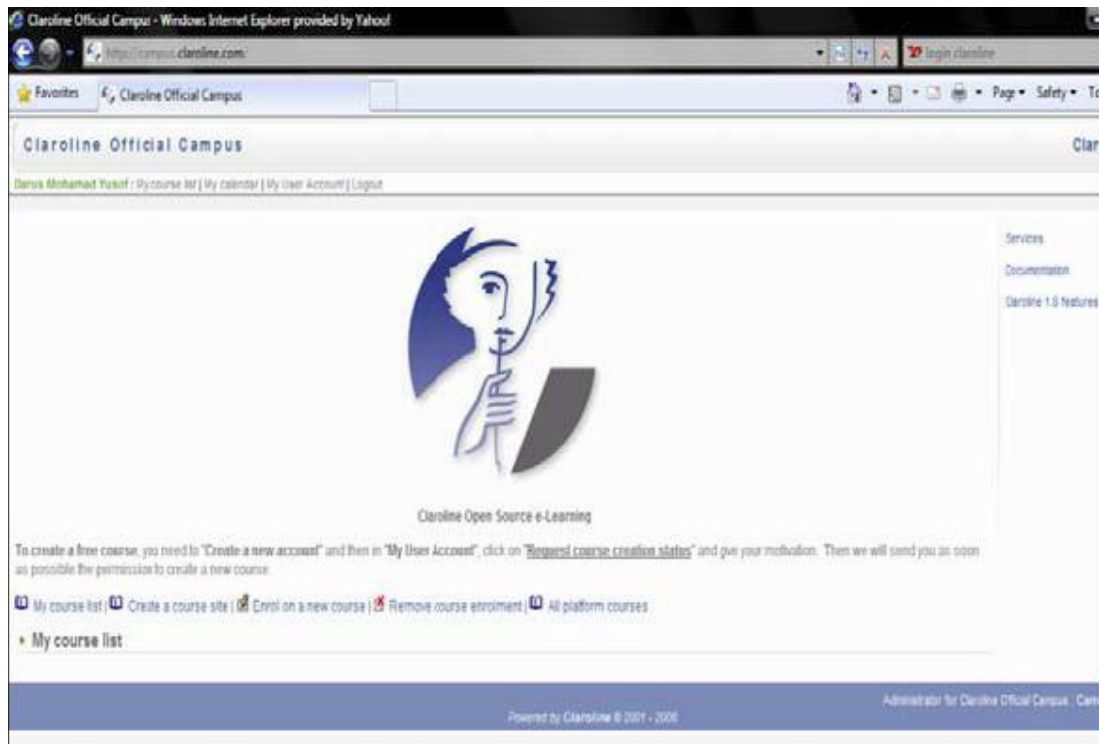 Claroline Official Campus - Windows Internet Explorer provided by Yahoo!
http://campus.claroline.com/
login claroline
Favorites Claroline Official Campus Page Safety
Claroline Official Campus
Clar
Darus Mohamad Yusof : My course list | My calendar | My User Account | Logout
Services
Documentation
Claroline 1.8 features
Claroline Open Source e-Learning
To create a free course, you need to "Create a new account" and then in "My User Account", click on "Request course creation status" and give your motivation. Then we will send you as soon
as possible the permission to create a new course.
My course list | Create a course site | Enrol on a new course | Remove course enrolment | All platform courses
My course list
Administrator for Claroline Official Campus :
Powered by Claroline © 2001 -